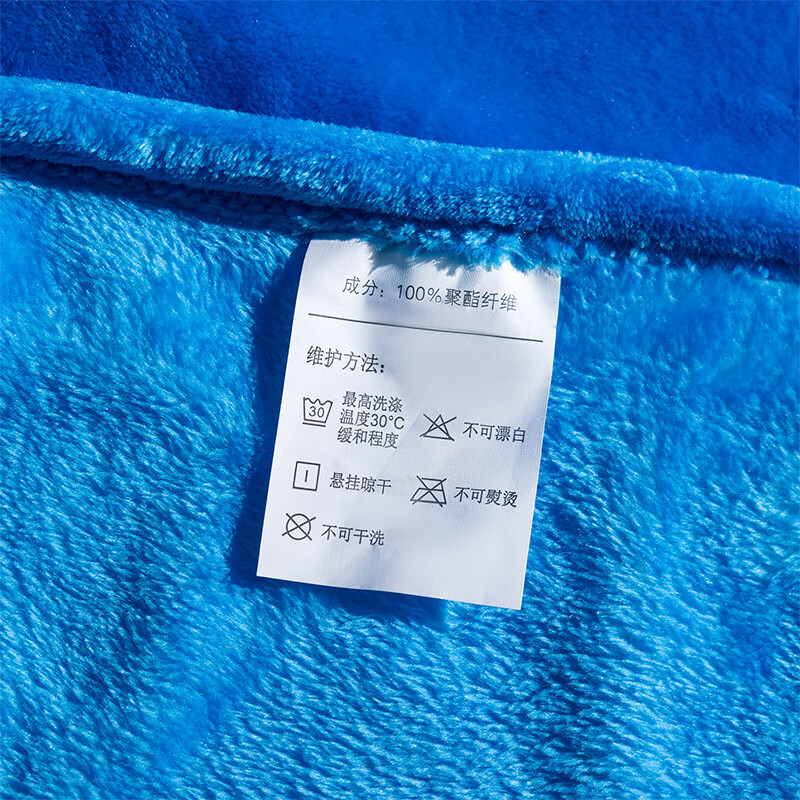 成分：100%聚酯纤维
维护方法：
30
最高洗涤
温度30°C
缓和程度
不可漂白
悬挂晾干
不可熨烫
不可干洗